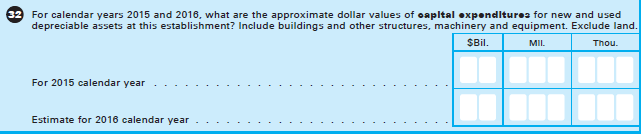 32 For calendar years 2015 and 2016, what are the approximate dollar values of capital expenditures for new and used
depreciable assets at this establishment? Include buildings and other structures, machinery and equipment. Exclude land.
$Bil. Mil. Thou.
For 2015 calendar year . . . . . . . . . . . . . . . . . . . . . . . . . . . . .
Estimate for 2016 calendar year . . . . . . . . . . . . . . . . . . . . . . . .